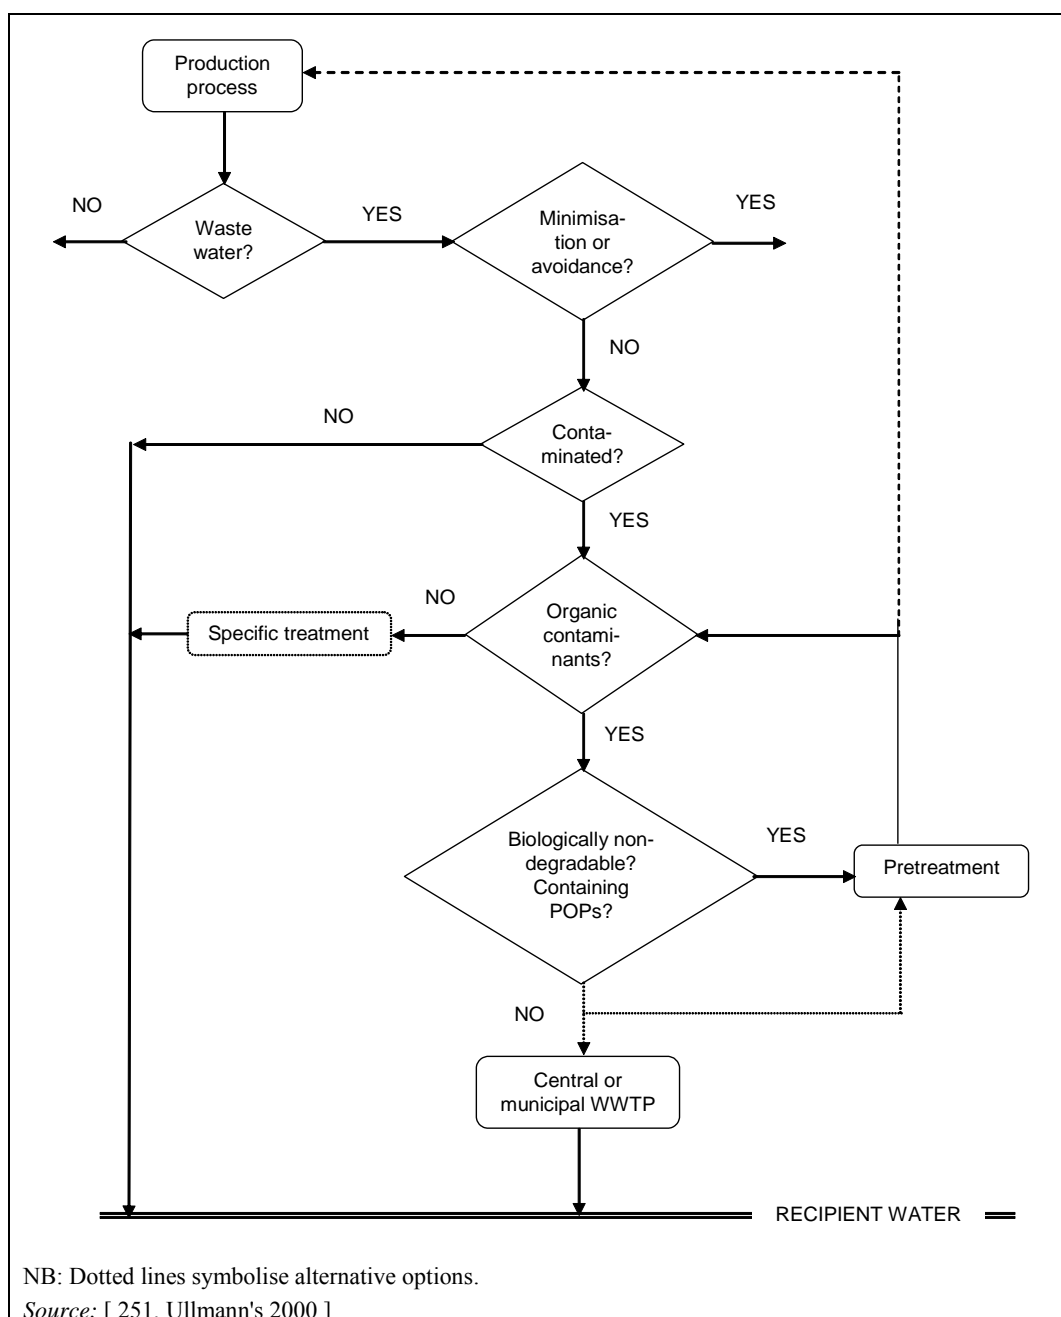 Production
process
NO
Waste
water?
YES
Minimisa-
tion or
avoidance?
YES
NO
NO
Conta-
minated?
YES
NO
Specific treatment
Organic
contami-
nants?
YES
Biologically non-
degradable?
Containing
POPs?
YES
Pretreatment
NO
Central or
municipal WWTP
RECIPIENT WATER
NB: Dotted lines symbolise alternative options.
Source: [ 251, Ullmann's 2000 ]